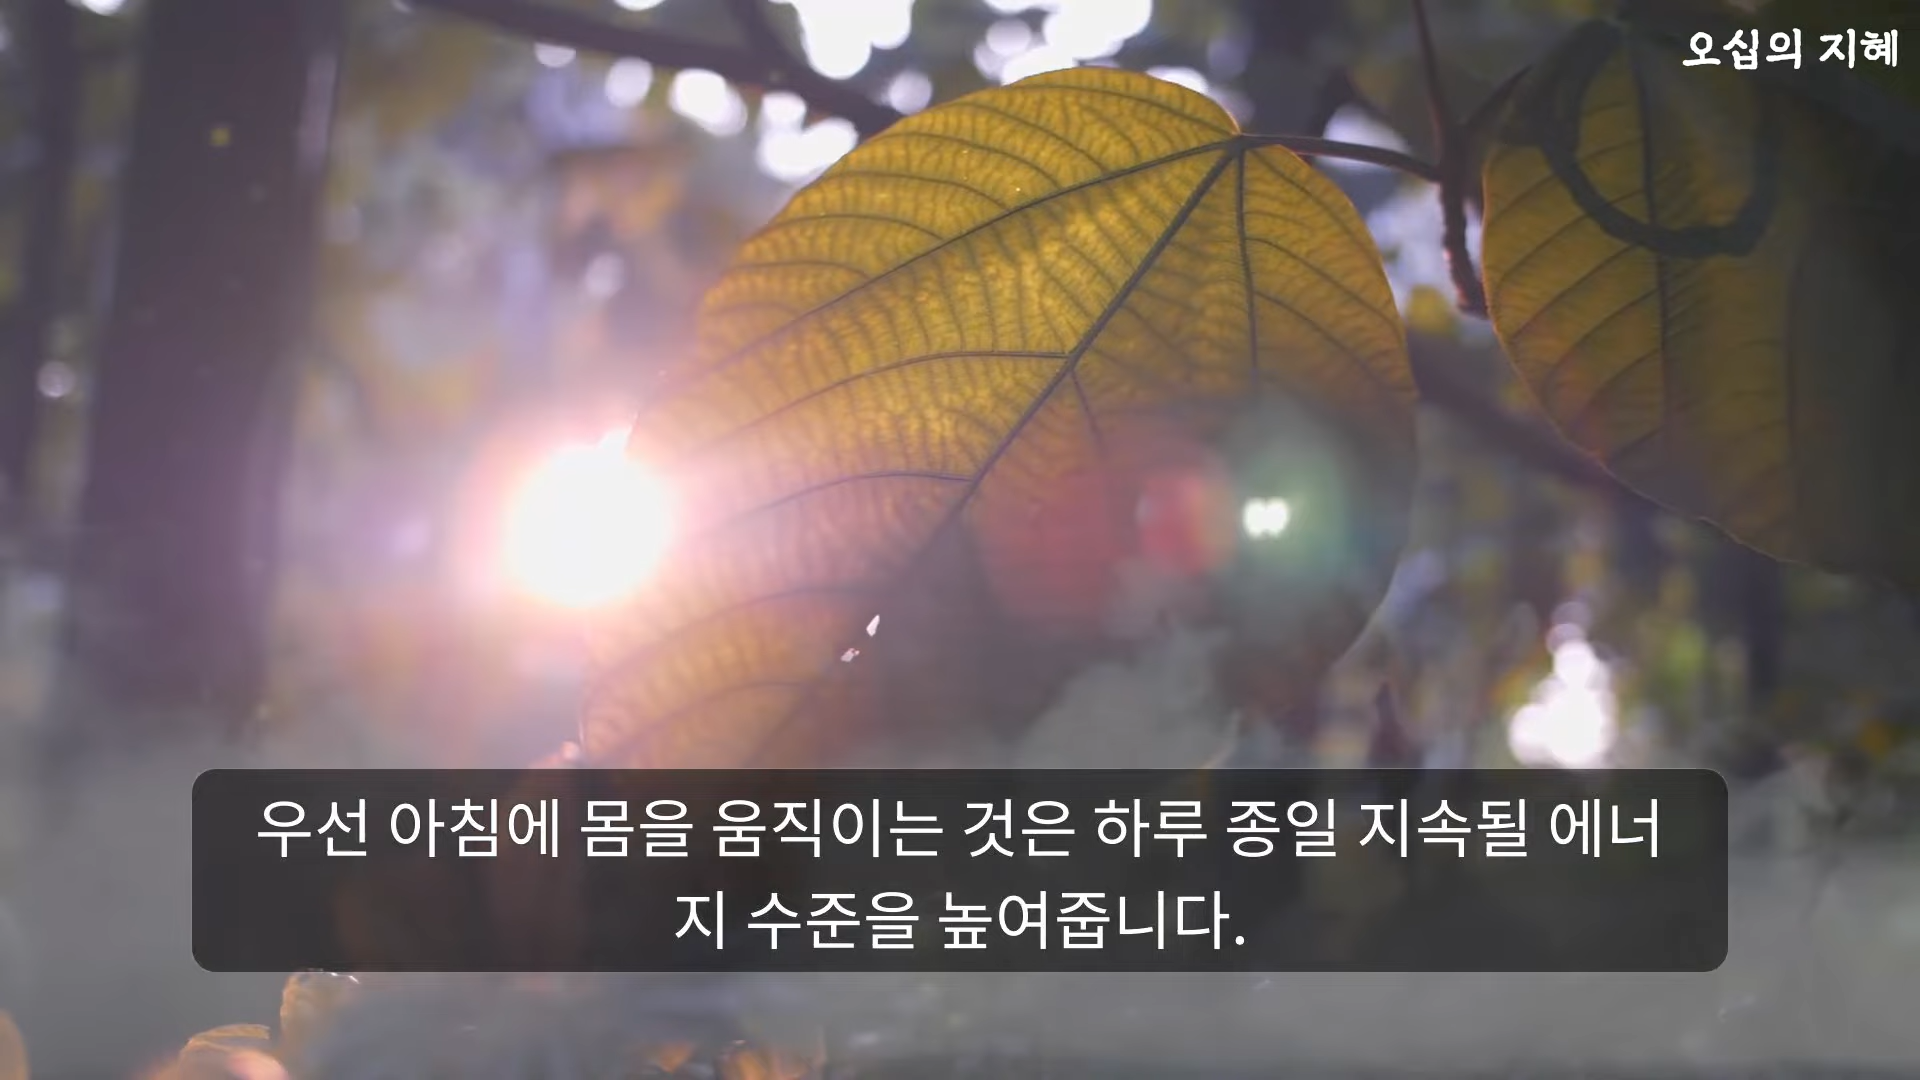 오십의 지혜
우선 아침에 몸을 움직이는 것은 하루 종일 지속될 에너
지 수준을 높여줍니다.